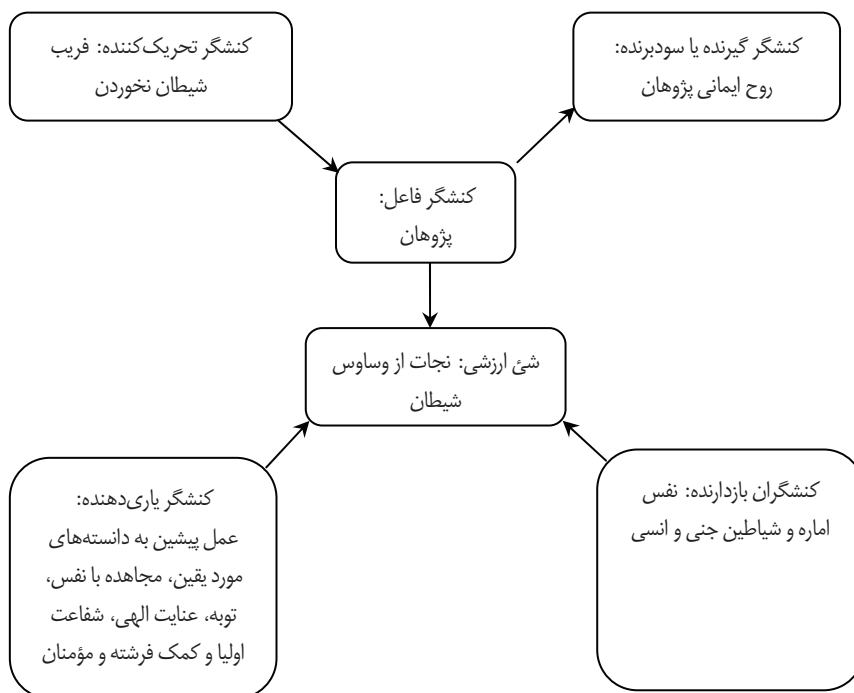 کنشگر گیرنده یا سودبرنده:
روح ایمانی پژوهان
کنشگر تحریک‌کننده: فریب
شیطان نخوردن
کنشگر فاعل:
پژوهان
شئ ارزشی: نجات از وساوس
شیطان
کنشگران بازدارنده: نفس
اماره و شیاطین جنی و انسی
کنشگر یاری‌دهنده:
عمل پیشین به دانسته‌های
مورد یقین، مجاهده با نفس،
توبه، عنایت الهی، شفاعت
اولیا و کمک فرشته و مؤمنان